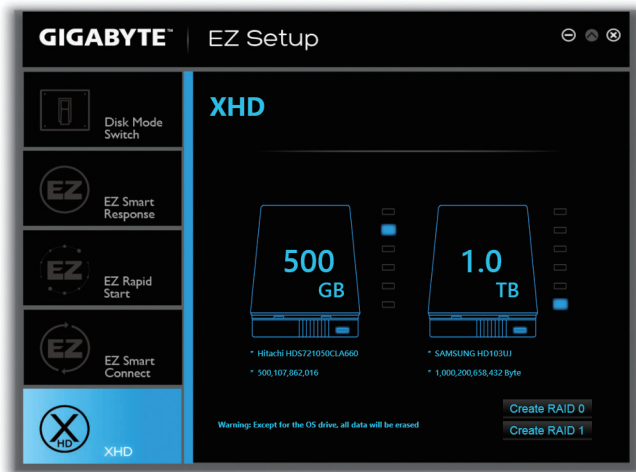 GIGABYTE™ EZ Setup
Disk Mode
Switch
EZ
EZ Smart
Response
EZ
EZ Rapid
Start
EZ
EZ Smart
Connect
X
HD
XHD
XHD
500
GB
* Hitachi HDS721050CLA660
* 500,107,862,016
1.0
TB
* SAMSUNG HD103UJ
* 1,000,200,658,432 Byte
Warning: Except for the OS drive, all data will be erased
Create RAID 0
Create RAID 1